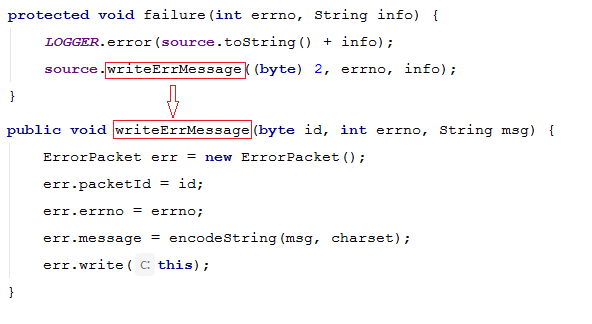 protected void failure(int errno, String info) {
    LOGGER.error(source.toString() + info);
    source.writeErrMessage((byte) 2, errno, info);
}
public void writeErrMessage(byte id, int errno, String msg) {
    ErrorPacket err = new ErrorPacket();
    err.packetId = id;
    err.errno = errno;
    err.message = encodeString(msg, charset);
    err.write( c: this);
}